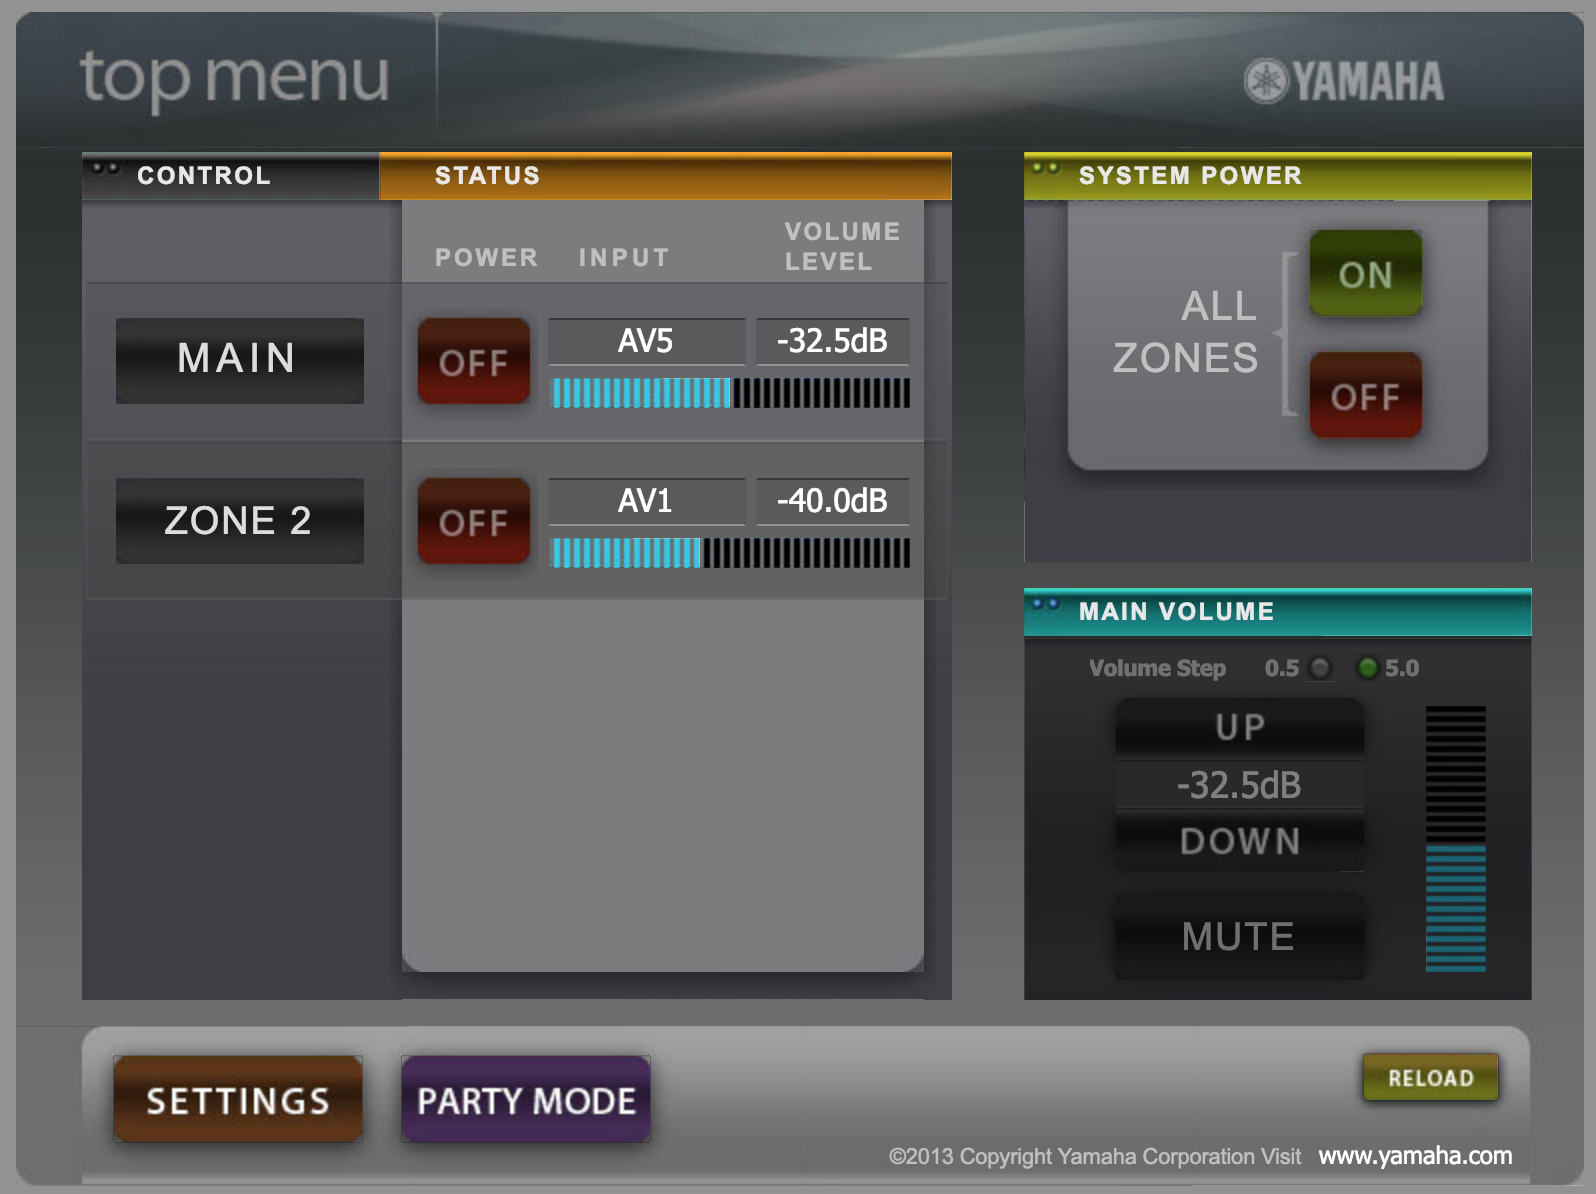 top menu
YAMAHA
CONTROL
STATUS
POWER
INPUT
VOLUME
LEVEL
MAIN
OFF
AV5
-32.5dB
ZONE 2
OFF
AV1
-40.0dB
SYSTEM POWER
ALL
ZONES
ON
OFF
MAIN VOLUME
Volume Step 0.5 5.0
UP
-32.5dB
DOWN
MUTE
SETTINGS
PARTY MODE
RELOAD
©2013 Copyright Yamaha Corporation Visit www.yamaha.com